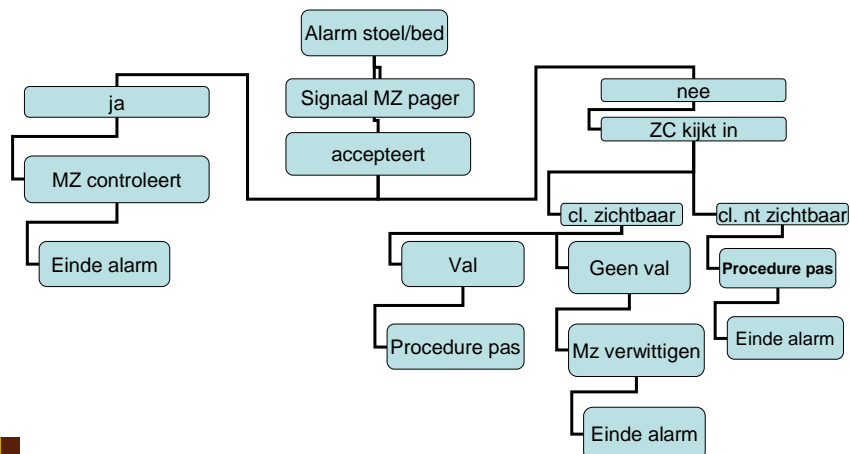 Alarm stoel/bed
Signaal MZ pager
accepteert
ja
MZ controleert
Einde alarm
nee
ZC kijkt in
cl. zichtbaar
cl. nt zichtbaar
Val
Geen val
Procedure pas
Procedure pas
Mz verwittigen
Einde alarm
Einde alarm